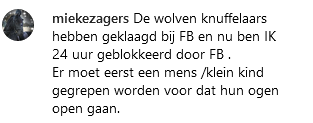 miekezagers De wolven knuffelaars
hebben geklaagd bij FB en nu ben IK
24 uur geblokkeerd door FB .
Er moet eerst een mens /klein kind
gegrepen worden voor dat hun ogen
open gaan.